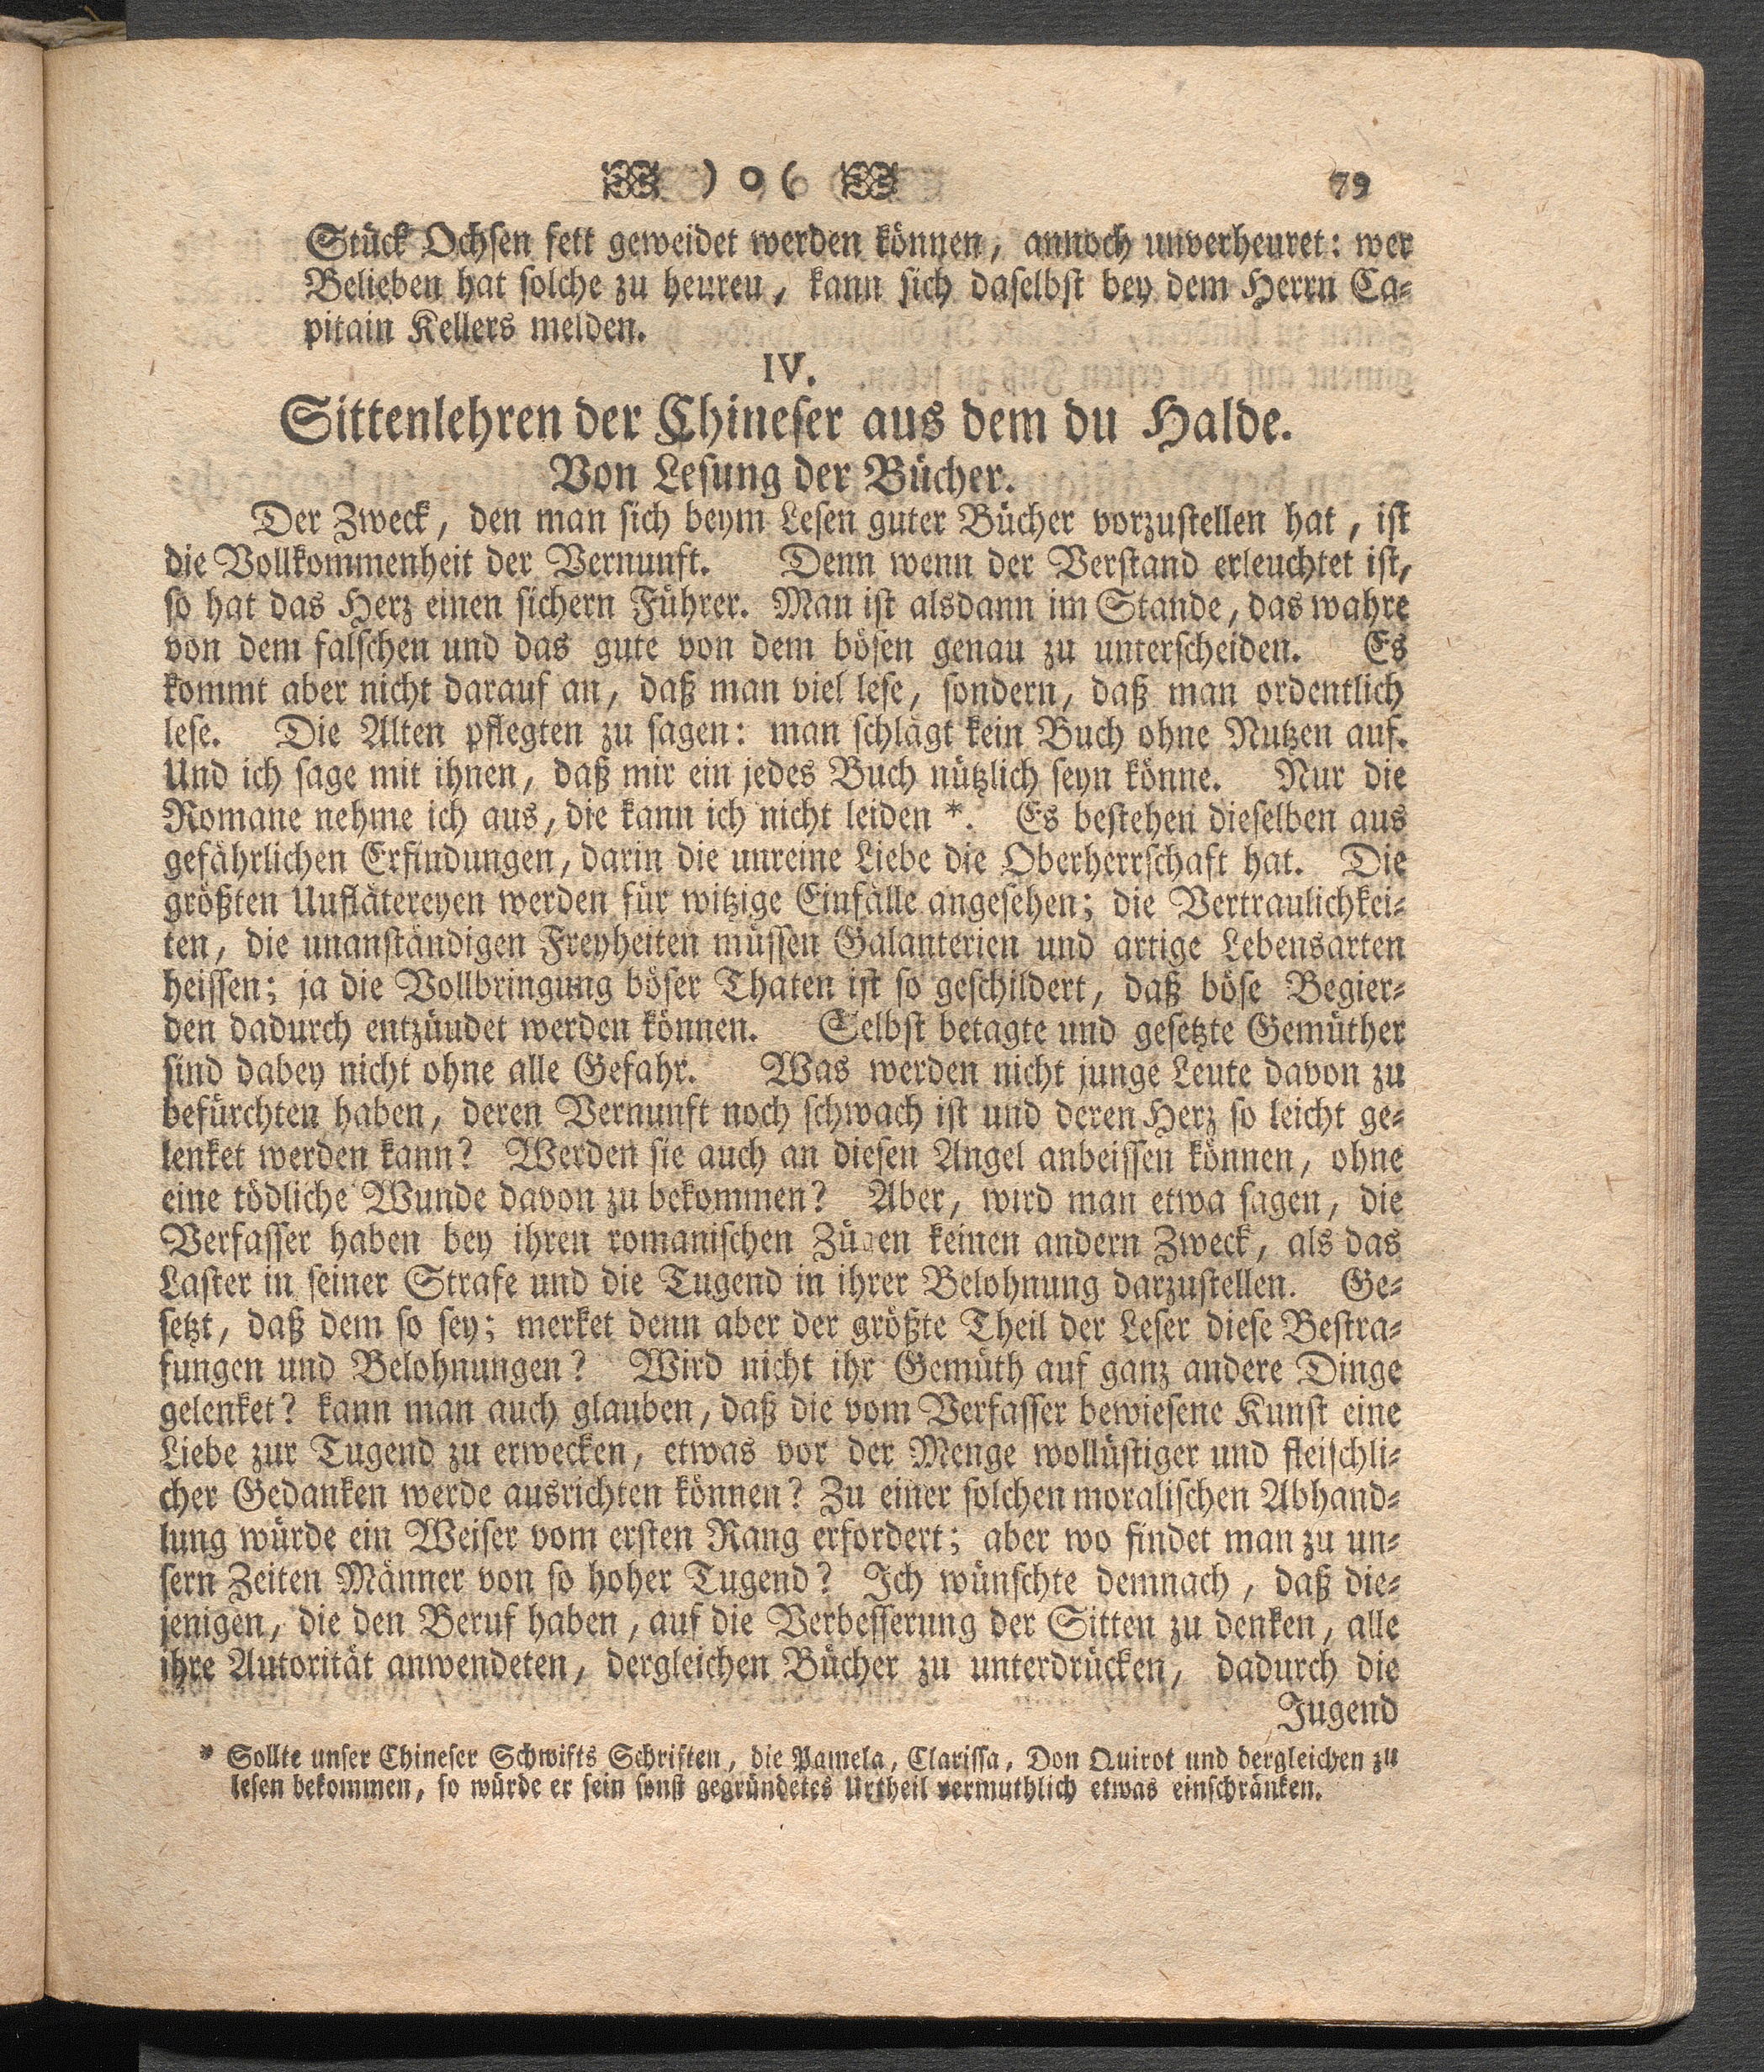 ) o (
79
Stück Ochsen fett geweidet werden können, annoch unverheuret: wer
Belieben hat solche zu heuren, kann sich daselbst bey dem Herrn Ca-
pitain Kellers melden.
IV.
Sittenlehren der Chineser aus dem du Halde.
Von Lesung der Bücher.
Der Zweck, den man sich beym Lesen guter Bücher vorzustellen hat, ist
die Vollkommenheit der Vernunft. Denn wenn der Verstand erleuchtet ist,
so hat das Herz einen sichern Führer. Man ist alsdann im Stande, das wahre
von dem falschen und das gute von dem bösen genau zu unterscheiden. Es
kommt aber nicht darauf an, daß man viel lese, sondern, daß man ordentlich
lese. Die Alten pflegten zu sagen: man schlägt kein Buch ohne Nutzen auf.
Und ich sage mit ihnen, daß mir ein jedes Buch nützlich seyn könne. Nur die
Romane nehme ich aus, die kann ich nicht leiden *. Es bestehen dieselben aus
gefährlichen Erfindungen, darin die unreine Liebe die Oberherrschaft hat. Die
größten Unflätereyen werden für witzige Einfälle angesehen; die Vertraulichkei-
ten, die unanständigen Freyheiten müssen Galanterien und artige Lebensarten
heissen; ja die Vollbringung böser Thaten ist so geschildert, daß böse Begier-
den dadurch entzündet werden können. Selbst betagte und gesetzte Gemüther
sind dabey nicht ohne alle Gefahr. Was werden nicht junge Leute davon zu
befürchten haben, deren Vernunft noch schwach ist und deren Herz so leicht ge-
lenket werden kann? Werden sie auch an diesen Angel anbeissen können, ohne
eine tödliche Wunde davon zu bekommen? Aber, wird man etwa sagen, die
Verfasser haben bey ihren romanischen Zügen keinen andern Zweck, als das
Laster in seiner Strafe und die Tugend in ihrer Belohnung darzustellen. Ge-
setzt, daß dem so sey; merket denn aber der größte Theil der Leser diese Bestra-
fungen und Belohnungen? Wird nicht ihr Gemüth auf ganz andere Dinge
gelenket? kann man auch glauben, daß die vom Verfasser bewiesene Kunst eine
Liebe zur Tugend zu erwecken, etwas vor der Menge wollüstiger und fleischli-
cher Gedanken werde ausrichten können? Zu einer solchen moralischen Abhand-
lung würde ein Weiser vom ersten Rang erfordert; aber wo findet man zu un-
sern Zeiten Männer von so hoher Tugend? Ich wünschte demnach, daß die-
jenigen, die den Beruf haben, auf die Verbesserung der Sitten zu denken, alle
ihre Autorität anwendeten, dergleichen Bücher zu unterdrücken, dadurch die
Jugend
* Sollte unser Chineser Schwifts Schriften, die Pamela, Clarissa, Don Quixot und dergleichen zu
lesen bekommen, so würde er sein sonst gegründetes Urtheil vermuthlich etwas einschränken.